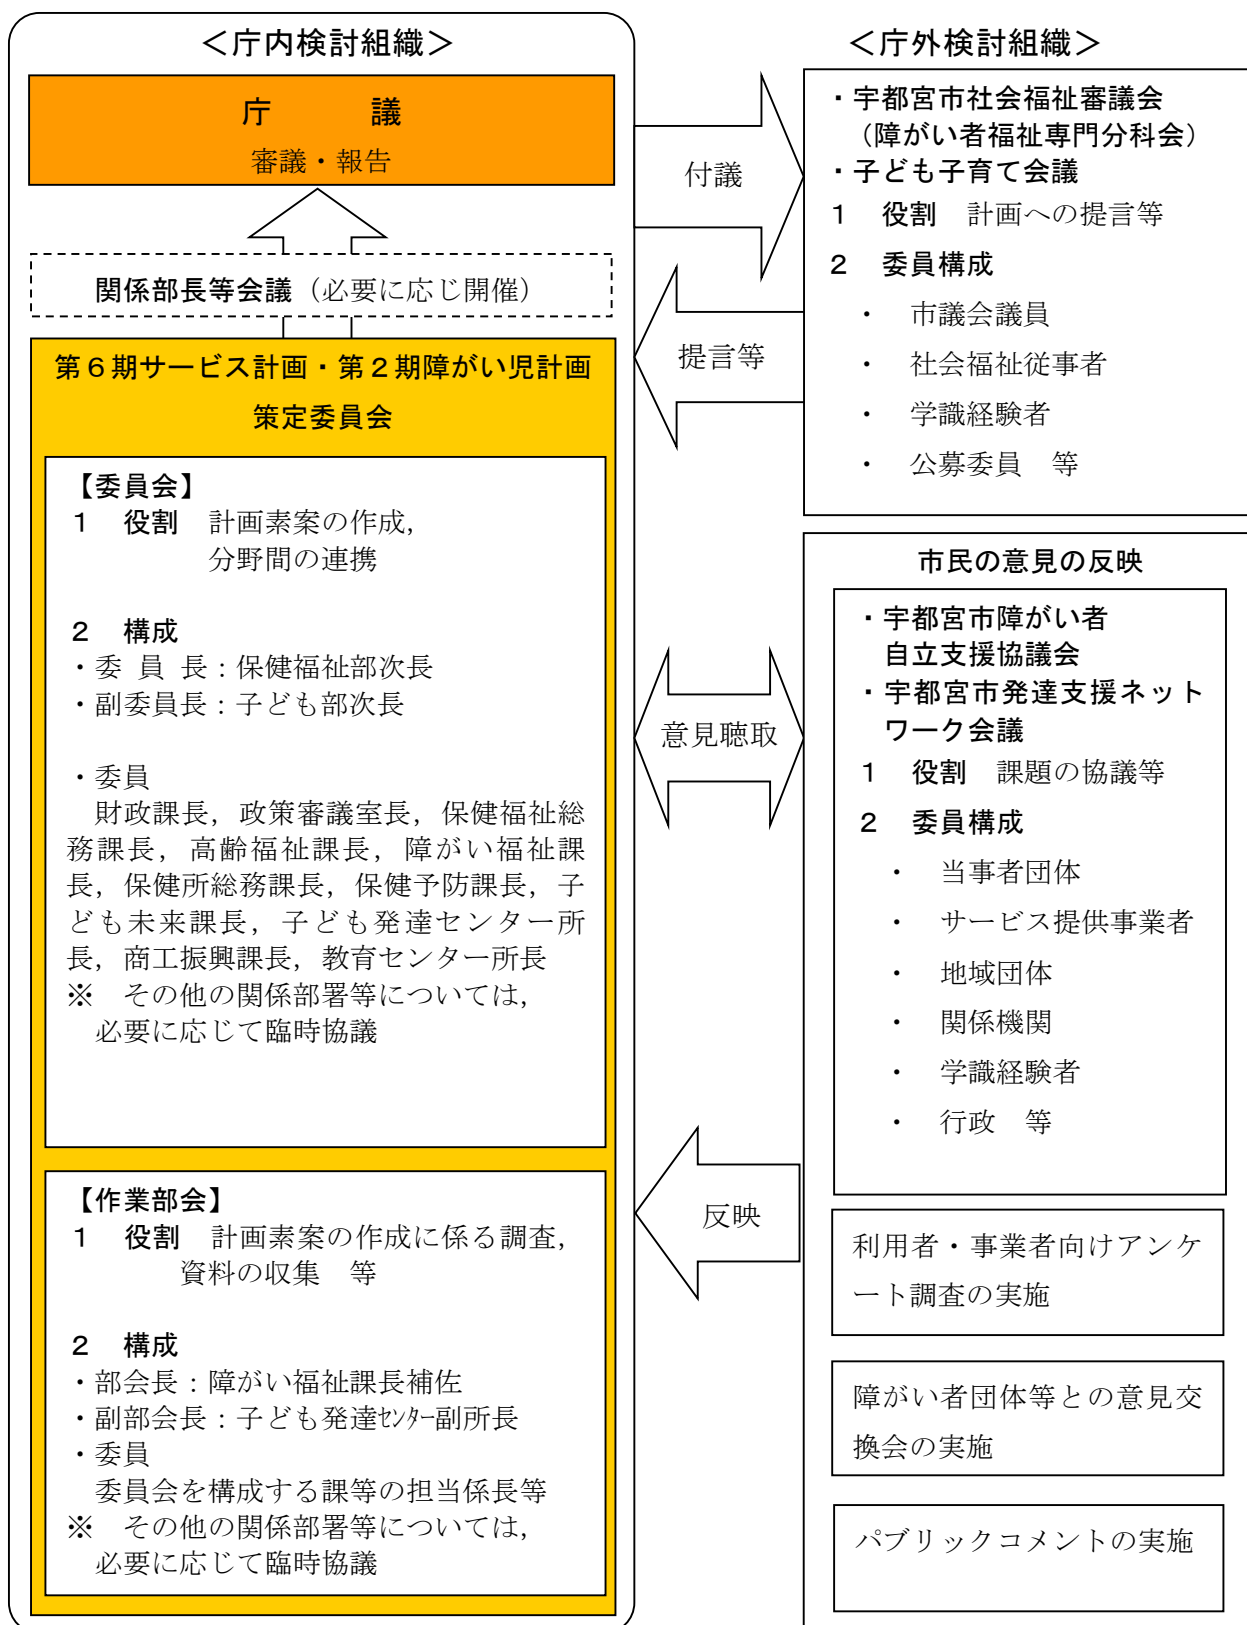 ＜庁内検討組織＞
庁　　　議
審議・報告
関係部長等会議（必要に応じ開催）
第６期サービス計画・第２期障がい児計画
策定委員会
【委員会】
１　役割　計画素案の作成，
分野間の連携
２　構成
・委 員 長：保健福祉部次長
・副委員長：子ども部次長
・委員
財政課長，政策審議室長，保健福祉総
務課長，高齢福祉課長，障がい福祉課
長，保健所総務課長，保健予防課長，子
ども未来課長，子ども発達センター所
長，商工振興課長，教育センター所長
※　その他の関係部署等については，
必要に応じて臨時協議
【作業部会】
１　役割　計画素案の作成に係る調査，
資料の収集　等
２　構成
・部会長：障がい福祉課長補佐
・副部会長：子ども発達ｾﾝﾀｰ副所長
・委員
委員会を構成する課等の担当係長等
※　その他の関係部署等については，
必要に応じて臨時協議
付議
提言等
意見聴取
反映
＜庁外検討組織＞
・宇都宮市社会福祉審議会
（障がい者福祉専門分科会）
・子ども子育て会議
１　役割　計画への提言等
２　委員構成
・　市議会議員
・　社会福祉従事者
・　学識経験者
・　公募委員　等
市民の意見の反映
・宇都宮市障がい者
自立支援協議会
・宇都宮市発達支援ネット
ワーク会議
１　役割　課題の協議等
２　委員構成
・　当事者団体
・　サービス提供事業者
・　地域団体
・　関係機関
・　学識経験者
・　行政　等
利用者・事業者向けアンケ
ート調査の実施
障がい者団体等との意見交
換会の実施
パブリックコメントの実施